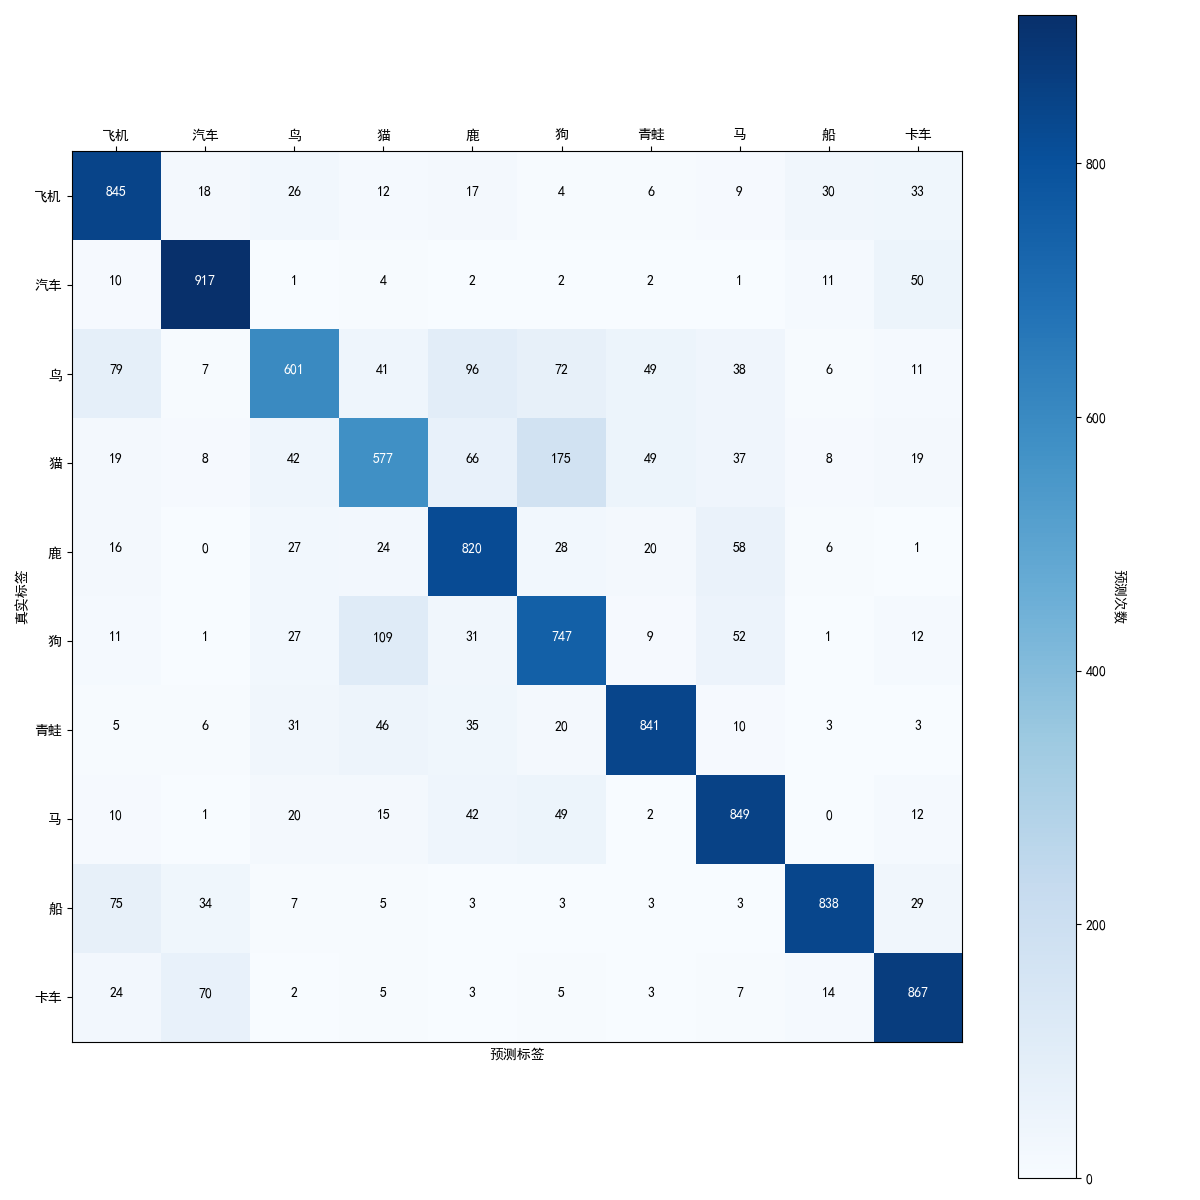 飞机 汽车 鸟 猫 鹿 狗 青蛙 马 船 卡车
飞机 845 18 26 12 17 4 6 9 30 33
汽车 10 917 1 4 2 2 2 1 11 50
鸟 79 7 601 41 96 72 49 38 6 11
猫 19 8 42 577 66 175 49 37 8 19
鹿 16 0 27 24 820 28 20 58 6 1
狗 11 1 27 109 31 747 9 52 1 12
青蛙 5 6 31 46 35 20 841 10 3 3
马 10 1 20 15 42 49 2 849 0 12
船 75 34 7 5 3 3 3 3 838 29
卡车 24 70 2 5 3 5 3 7 14 867
真实标签
预测标签
800
600
400
200
0
预测次数